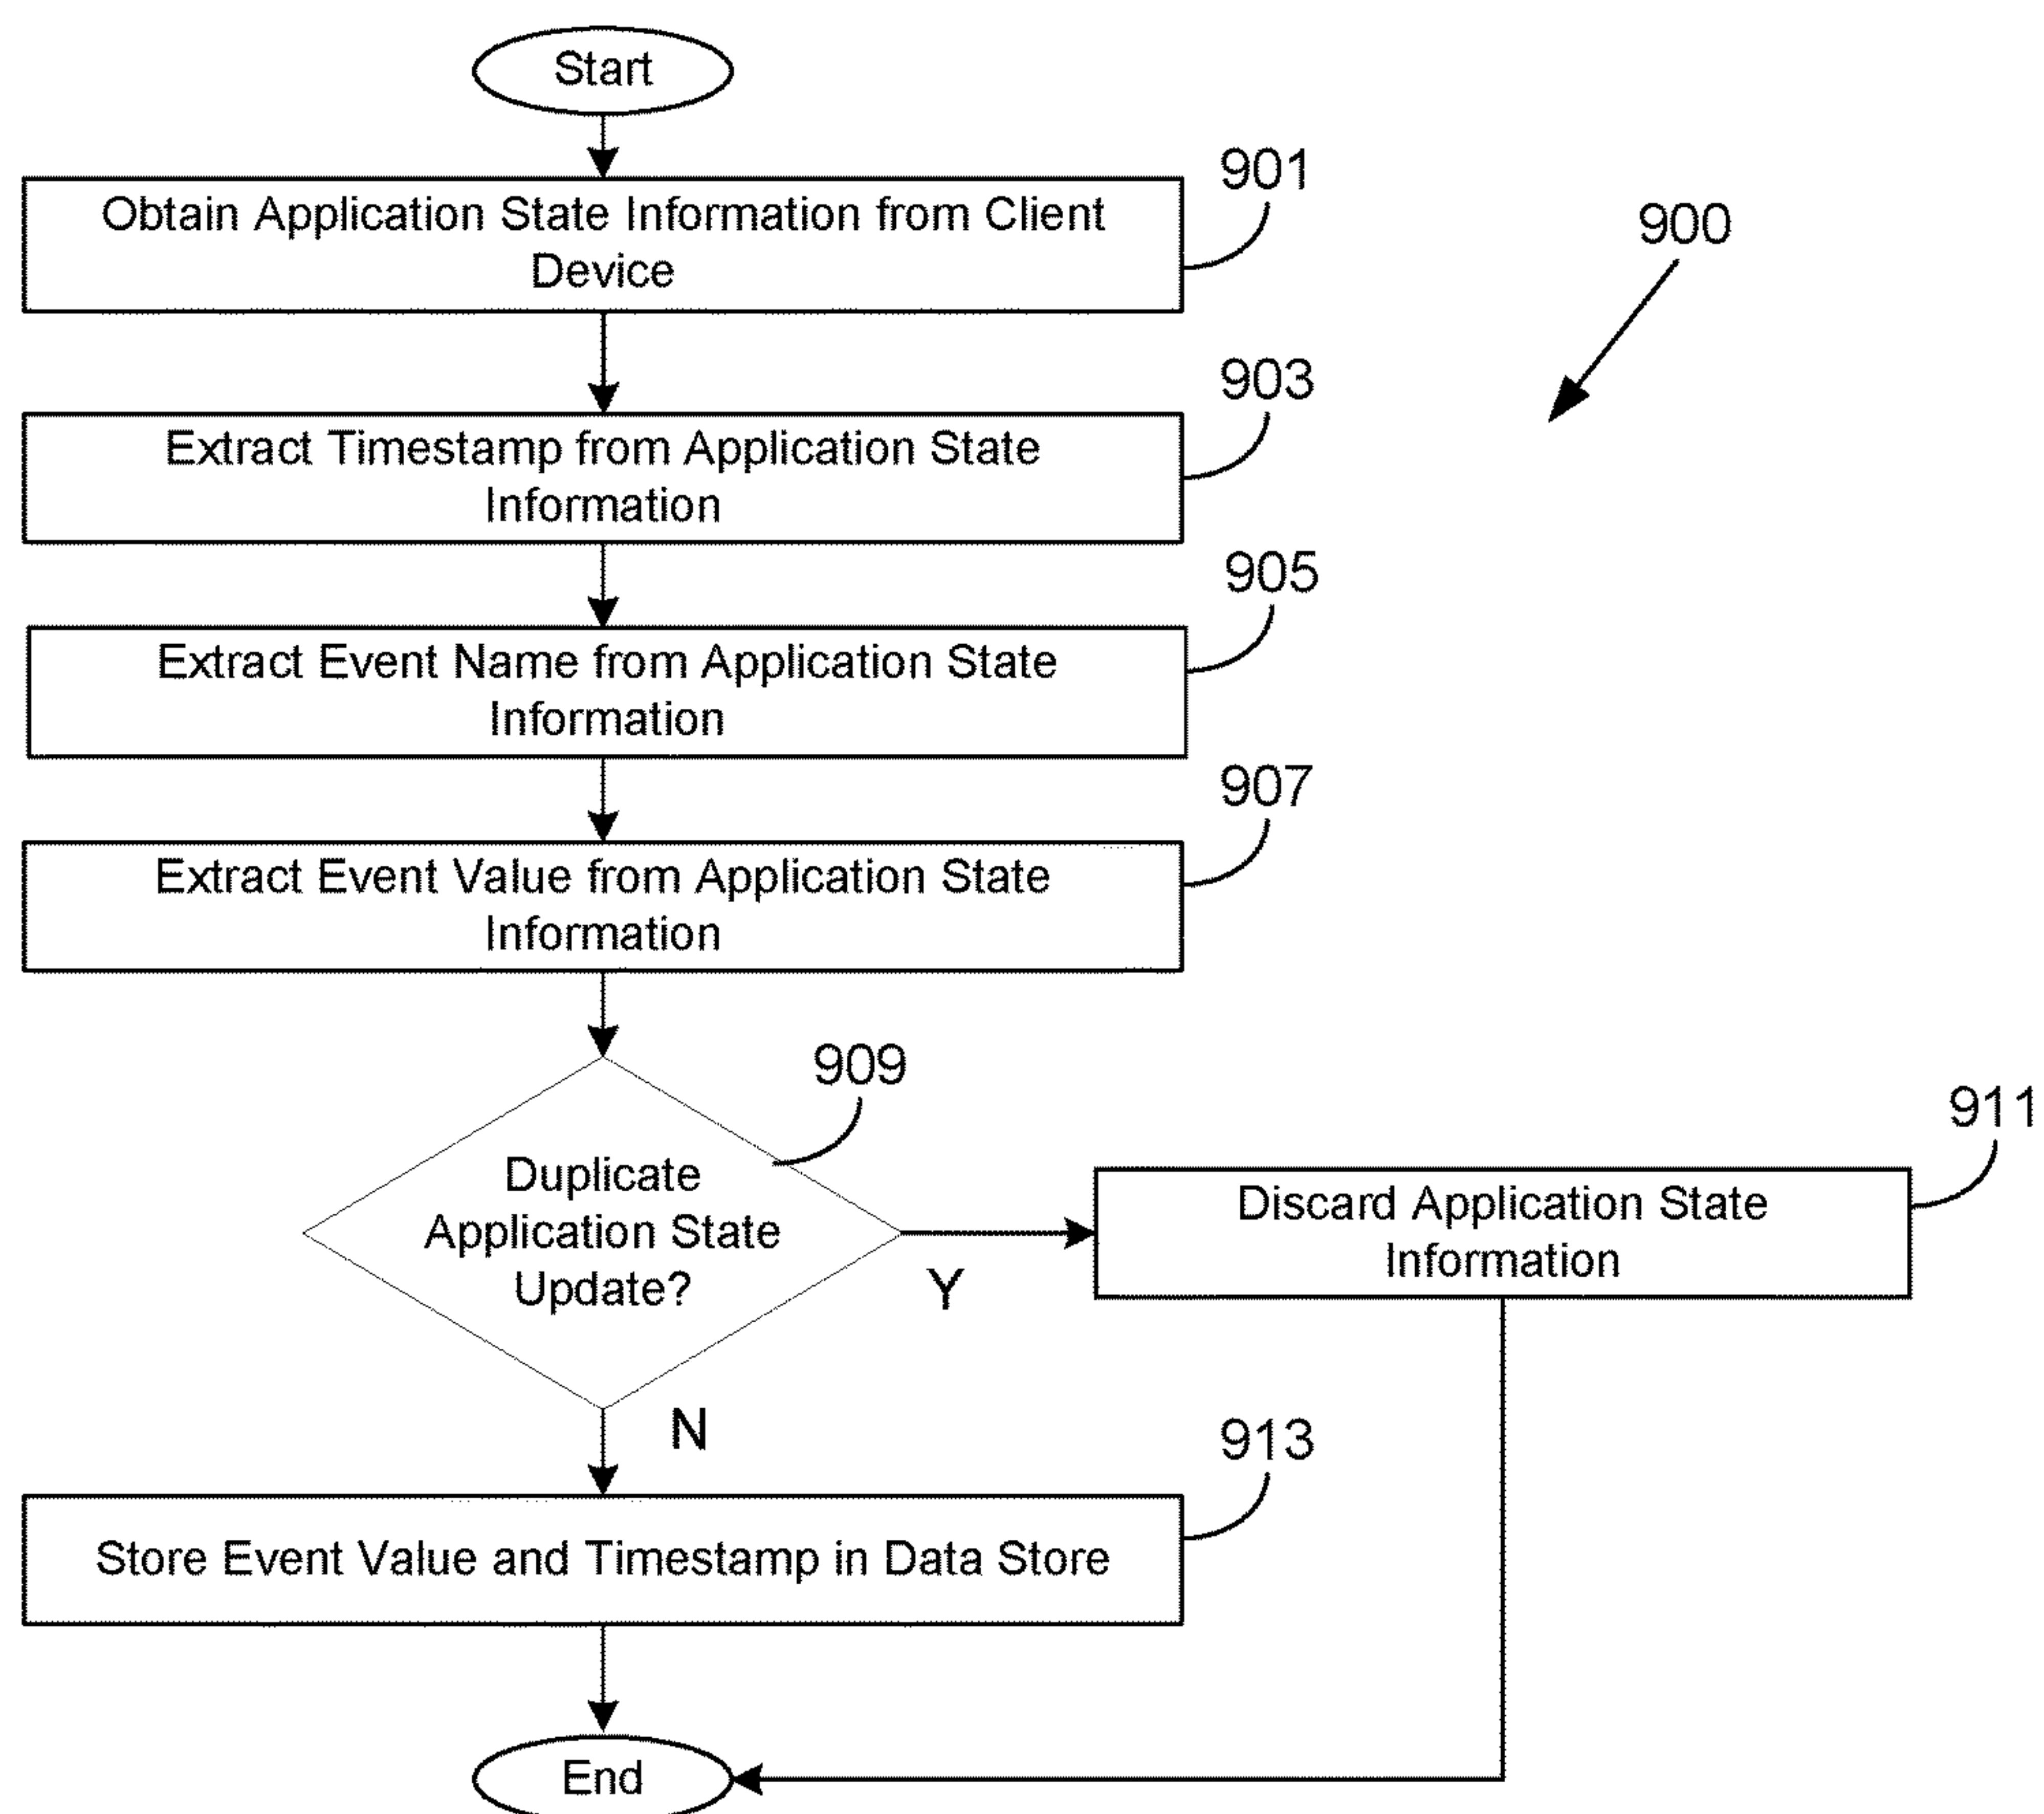 Start
901
Obtain Application State Information from Client
Device
900
903
Extract Timestamp from Application State
Information
905
Extract Event Name from Application State
Information
907
Extract Event Value from Application State
Information
909
Duplicate
Application State
Update?
Y
911
Discard Application State
Information
N
913
Store Event Value and Timestamp in Data Store
End